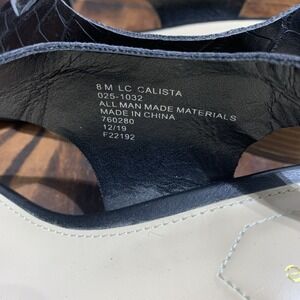 8 M LC CALISTA
025-1032
ALL MAN MADE MATERIALS
MADE IN CHINA
760280
12/19
F22192